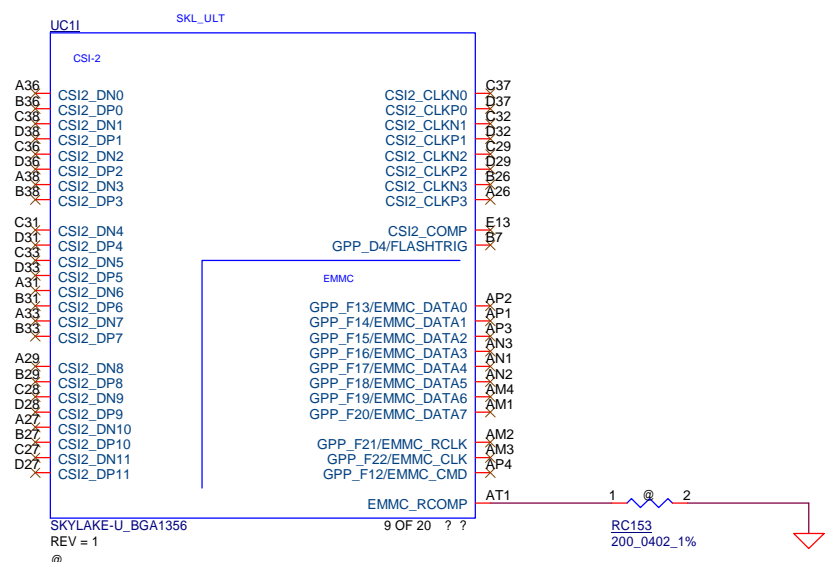 UC1I
SKL_ULT
CSI-2
A36 CSI2_DN0 CSI2_CLKN0 C37
B36 CSI2_DP0 CSI2_CLKP0 D37
C38 CSI2_DN1 CSI2_CLKN1 C32
D38 CSI2_DP1 CSI2_CLKP1 D32
C36 CSI2_DN2 CSI2_CLKN2 C29
D36 CSI2_DP2 CSI2_CLKP2 D29
A38 CSI2_DN3 CSI2_CLKN3 B26
B38 CSI2_DP3 CSI2_CLKP3 A26
C31 CSI2_DN4 CSI2_COMP E13
D31 CSI2_DP4 GPP_D4/FLASHTRIG B7
C33 CSI2_DN5
D33 CSI2_DP5 EMMC
A31 CSI2_DN6
B31 CSI2_DP6 GPP_F13/EMMC_DATA0 AP2
A33 CSI2_DN7 GPP_F14/EMMC_DATA1 AP1
B33 CSI2_DP7 GPP_F15/EMMC_DATA2 AP3
GPP_F16/EMMC_DATA3 AN3
A29 CSI2_DN8 GPP_F17/EMMC_DATA4 AN1
B29 CSI2_DP8 GPP_F18/EMMC_DATA5 AN2
C28 CSI2_DN9 GPP_F19/EMMC_DATA6 AM4
D28 CSI2_DP9 GPP_F20/EMMC_DATA7 AM1
A27 CSI2_DN10
B27 CSI2_DP10 GPP_F21/EMMC_RCLK AM2
C27 CSI2_DN11 GPP_F22/EMMC_CLK AM3
D27 CSI2_DP11 GPP_F12/EMMC_CMD AP4
EMMC_RCOMP AT1 1 @ 2
SKYLAKE-U_BGA1356 9 OF 20 ? ? RC153
REV = 1 200_0402_1%
@